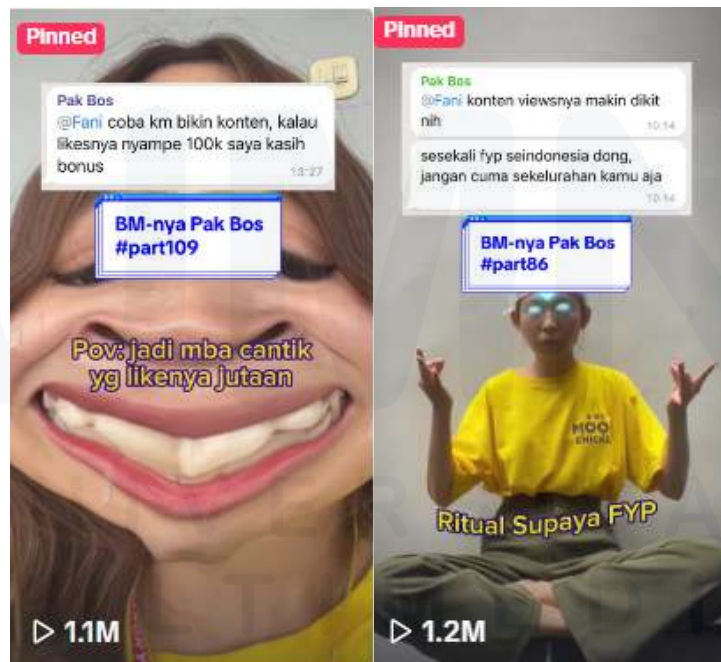 Pinned
Pak Bos
@Fani coba km bikin konten, kalau
likesnya nyampe 100k saya kasih
bonus
13:27
BM-nya Pak Bos
#part109
Pov: jadi mba cantik
yg likenya jutaan
1.1M
Pinned
Pak Bos
@Fani konten viewsnya makin dikit
nih
10.14
sesekali fyp seindonesia dong,
jangan cuma sekelurahan kamu aja
10.14
BM-nya Pak Bos
#part86
MOO
Ritual Supaya FYP
1.2M